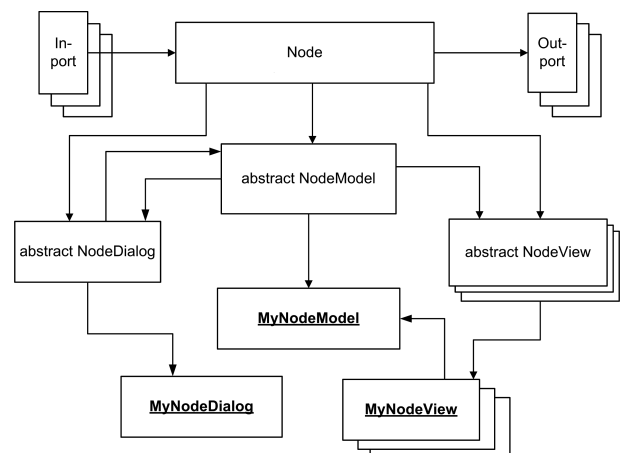 In-
port
Node
Out-
port
abstract NodeModel
abstract NodeDialog
abstract NodeView
MyNodeModel
MyNodeDialog
MyNodeView